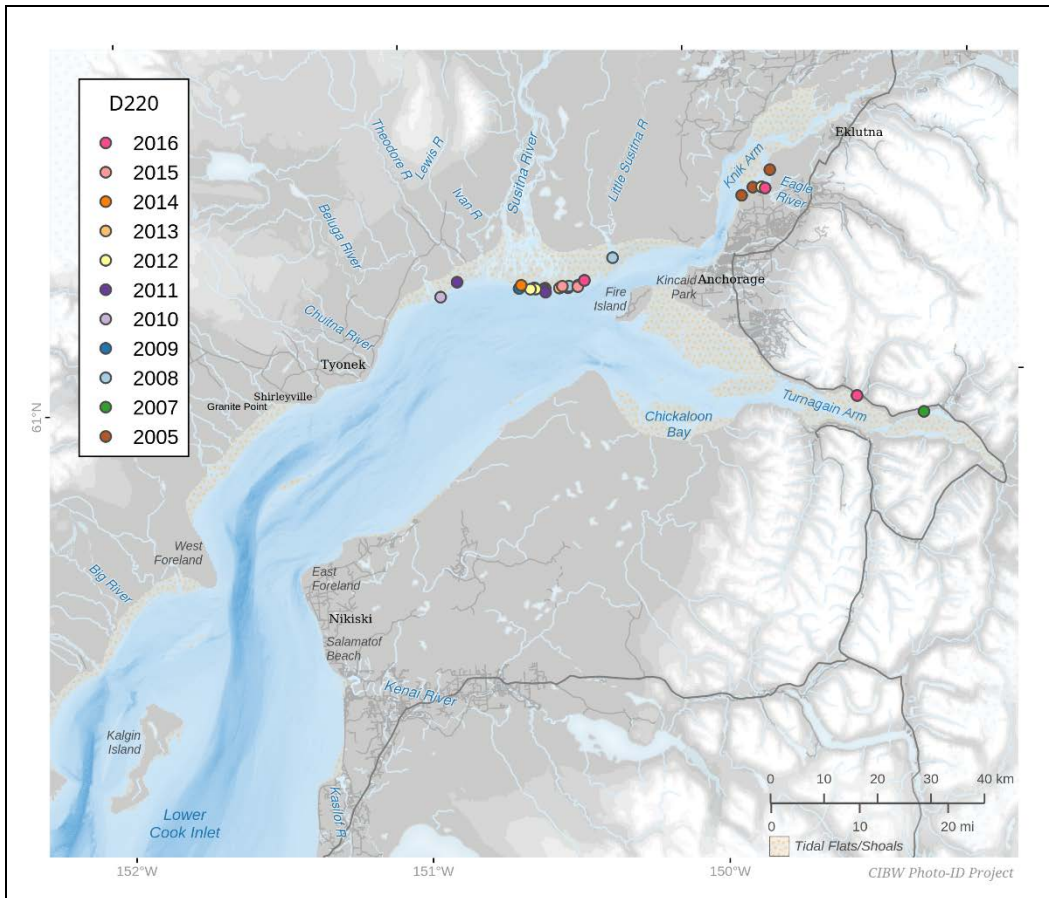 D220
2016
2015
2014
2013
2012
2011
2010
2009
2008
2007
2005
Theodore R
Lewis R
Ivan R
Susitna River
Little Susitna R
Beluga River
Knik Arm
Eklutna
Eagle
River
Chuitna River
Kincaid
Park
Anchorage
Fire
Island
Tyonek
Shirleyville
Granite Point
Chickaloon
Bay
Turnagain Arm
61°N
West
Foreland
Big River
East
Foreland
Nikiski
Salamatof
Beach
Kenai River
Kalgin
Island
Lower
Cook Inlet
Kasilof R
0 10 20 30 40 km
0 10 20 mi
Tidal Flats/Shoals
152°W
151°W
150°W
CIBW Photo-ID Project